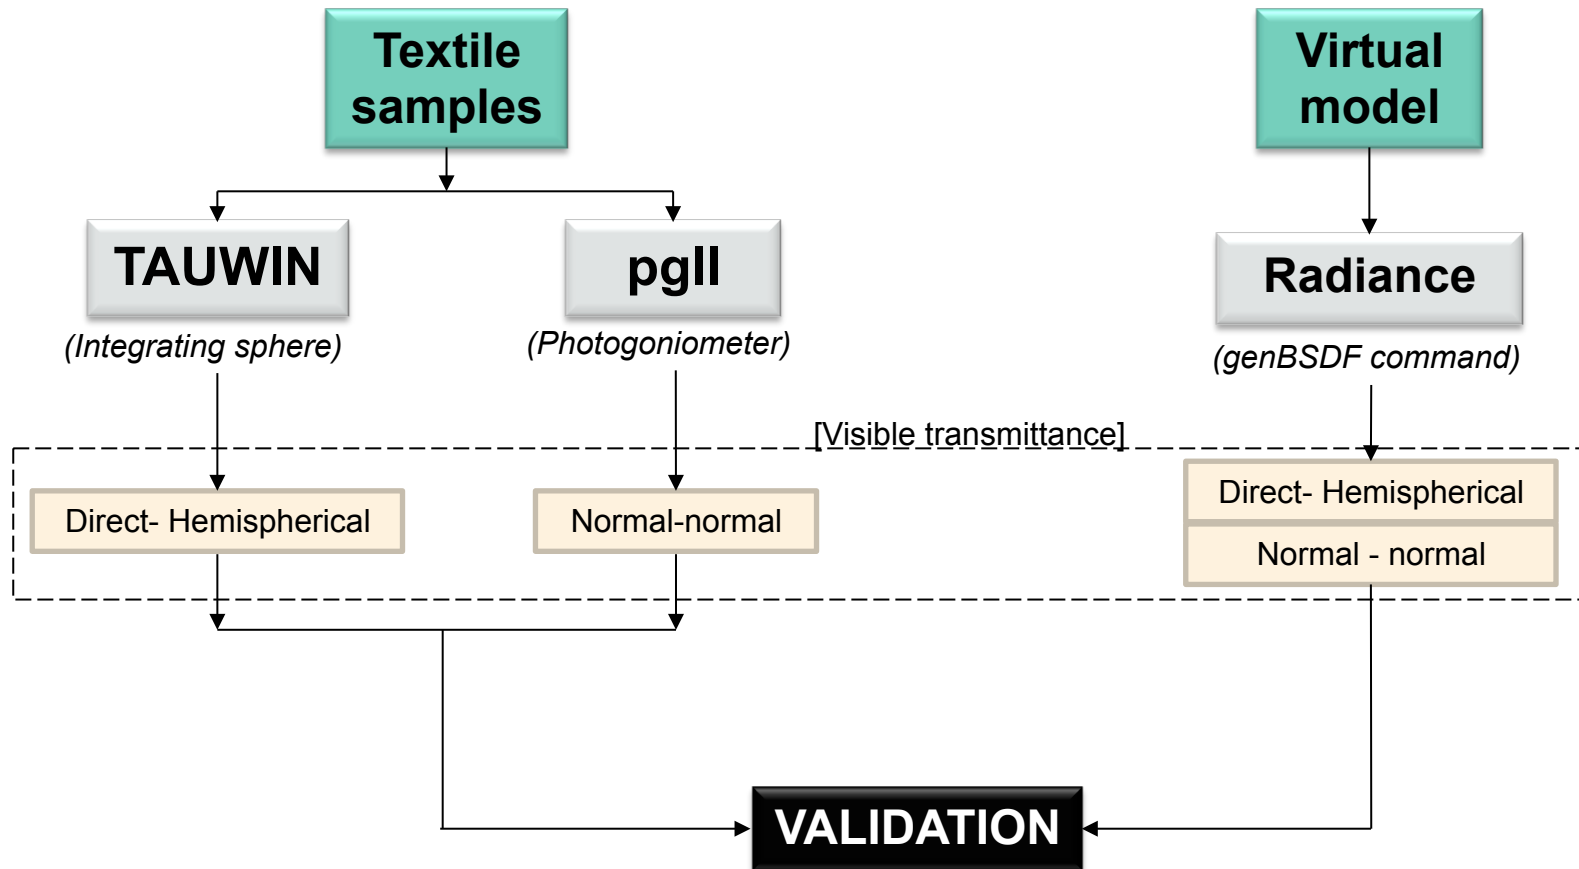 Textile
samples
Virtual
model
TAUWIN
pgII
Radiance
(Integrating sphere)
(Photogoniometer)
(genBSDF command)
[Visible transmittance]
Direct- Hemispherical
Normal-normal
Direct- Hemispherical
Normal - normal
VALIDATION